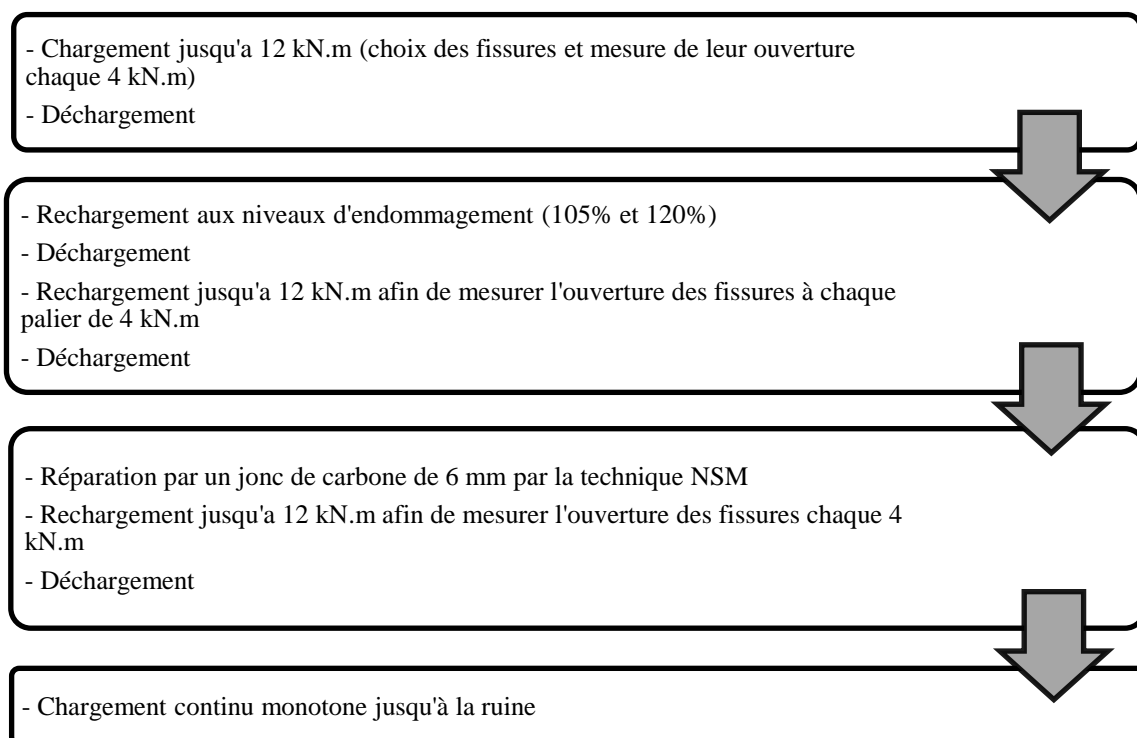 - Chargement jusqu'a 12 kN.m (choix des fissures et mesure de leur ouverture
chaque 4 kN.m)
- Déchargement
- Rechargement aux niveaux d'endommagement (105% et 120%)
- Déchargement
- Rechargement jusqu'a 12 kN.m afin de mesurer l'ouverture des fissures à chaque
palier de 4 kN.m
- Déchargement
- Réparation par un jonc de carbone de 6 mm par la technique NSM
- Rechargement jusqu'a 12 kN.m afin de mesurer l'ouverture des fissures chaque 4
kN.m
- Déchargement
- Chargement continu monotone jusqu'à la ruine